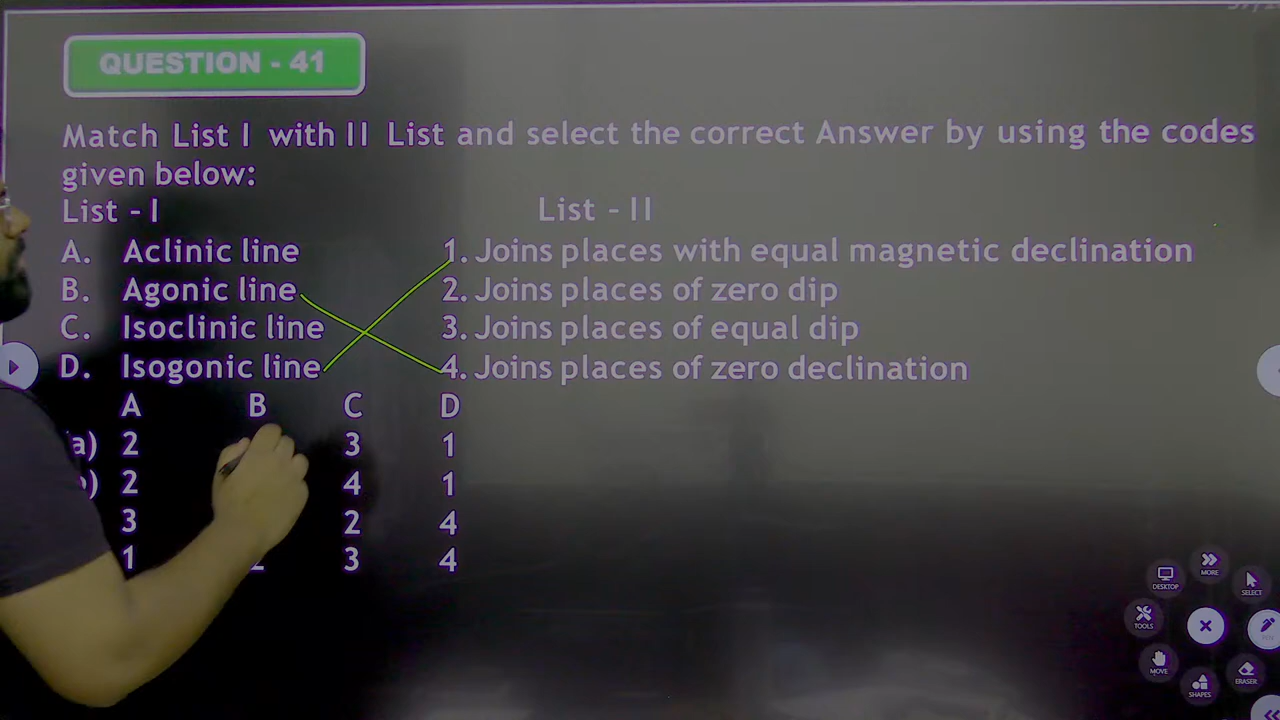 QUESTION - 41
Match List I with II List and select the correct Answer by using the codes
given below:
List - I List - II
A. Aclinic line 1. Joins places with equal magnetic declination
B. Agonic line 2. Joins places of zero dip
C. Isoclinic line 3. Joins places of equal dip
D. Isogonic line 4. Joins places of zero declination
A B C D
a) 2 3 1
) 2 4 1
3 2 4
1 3 4
MORE
DESKTOP
SELECT
TOOLS
MOVE
SHAPES
ERASER